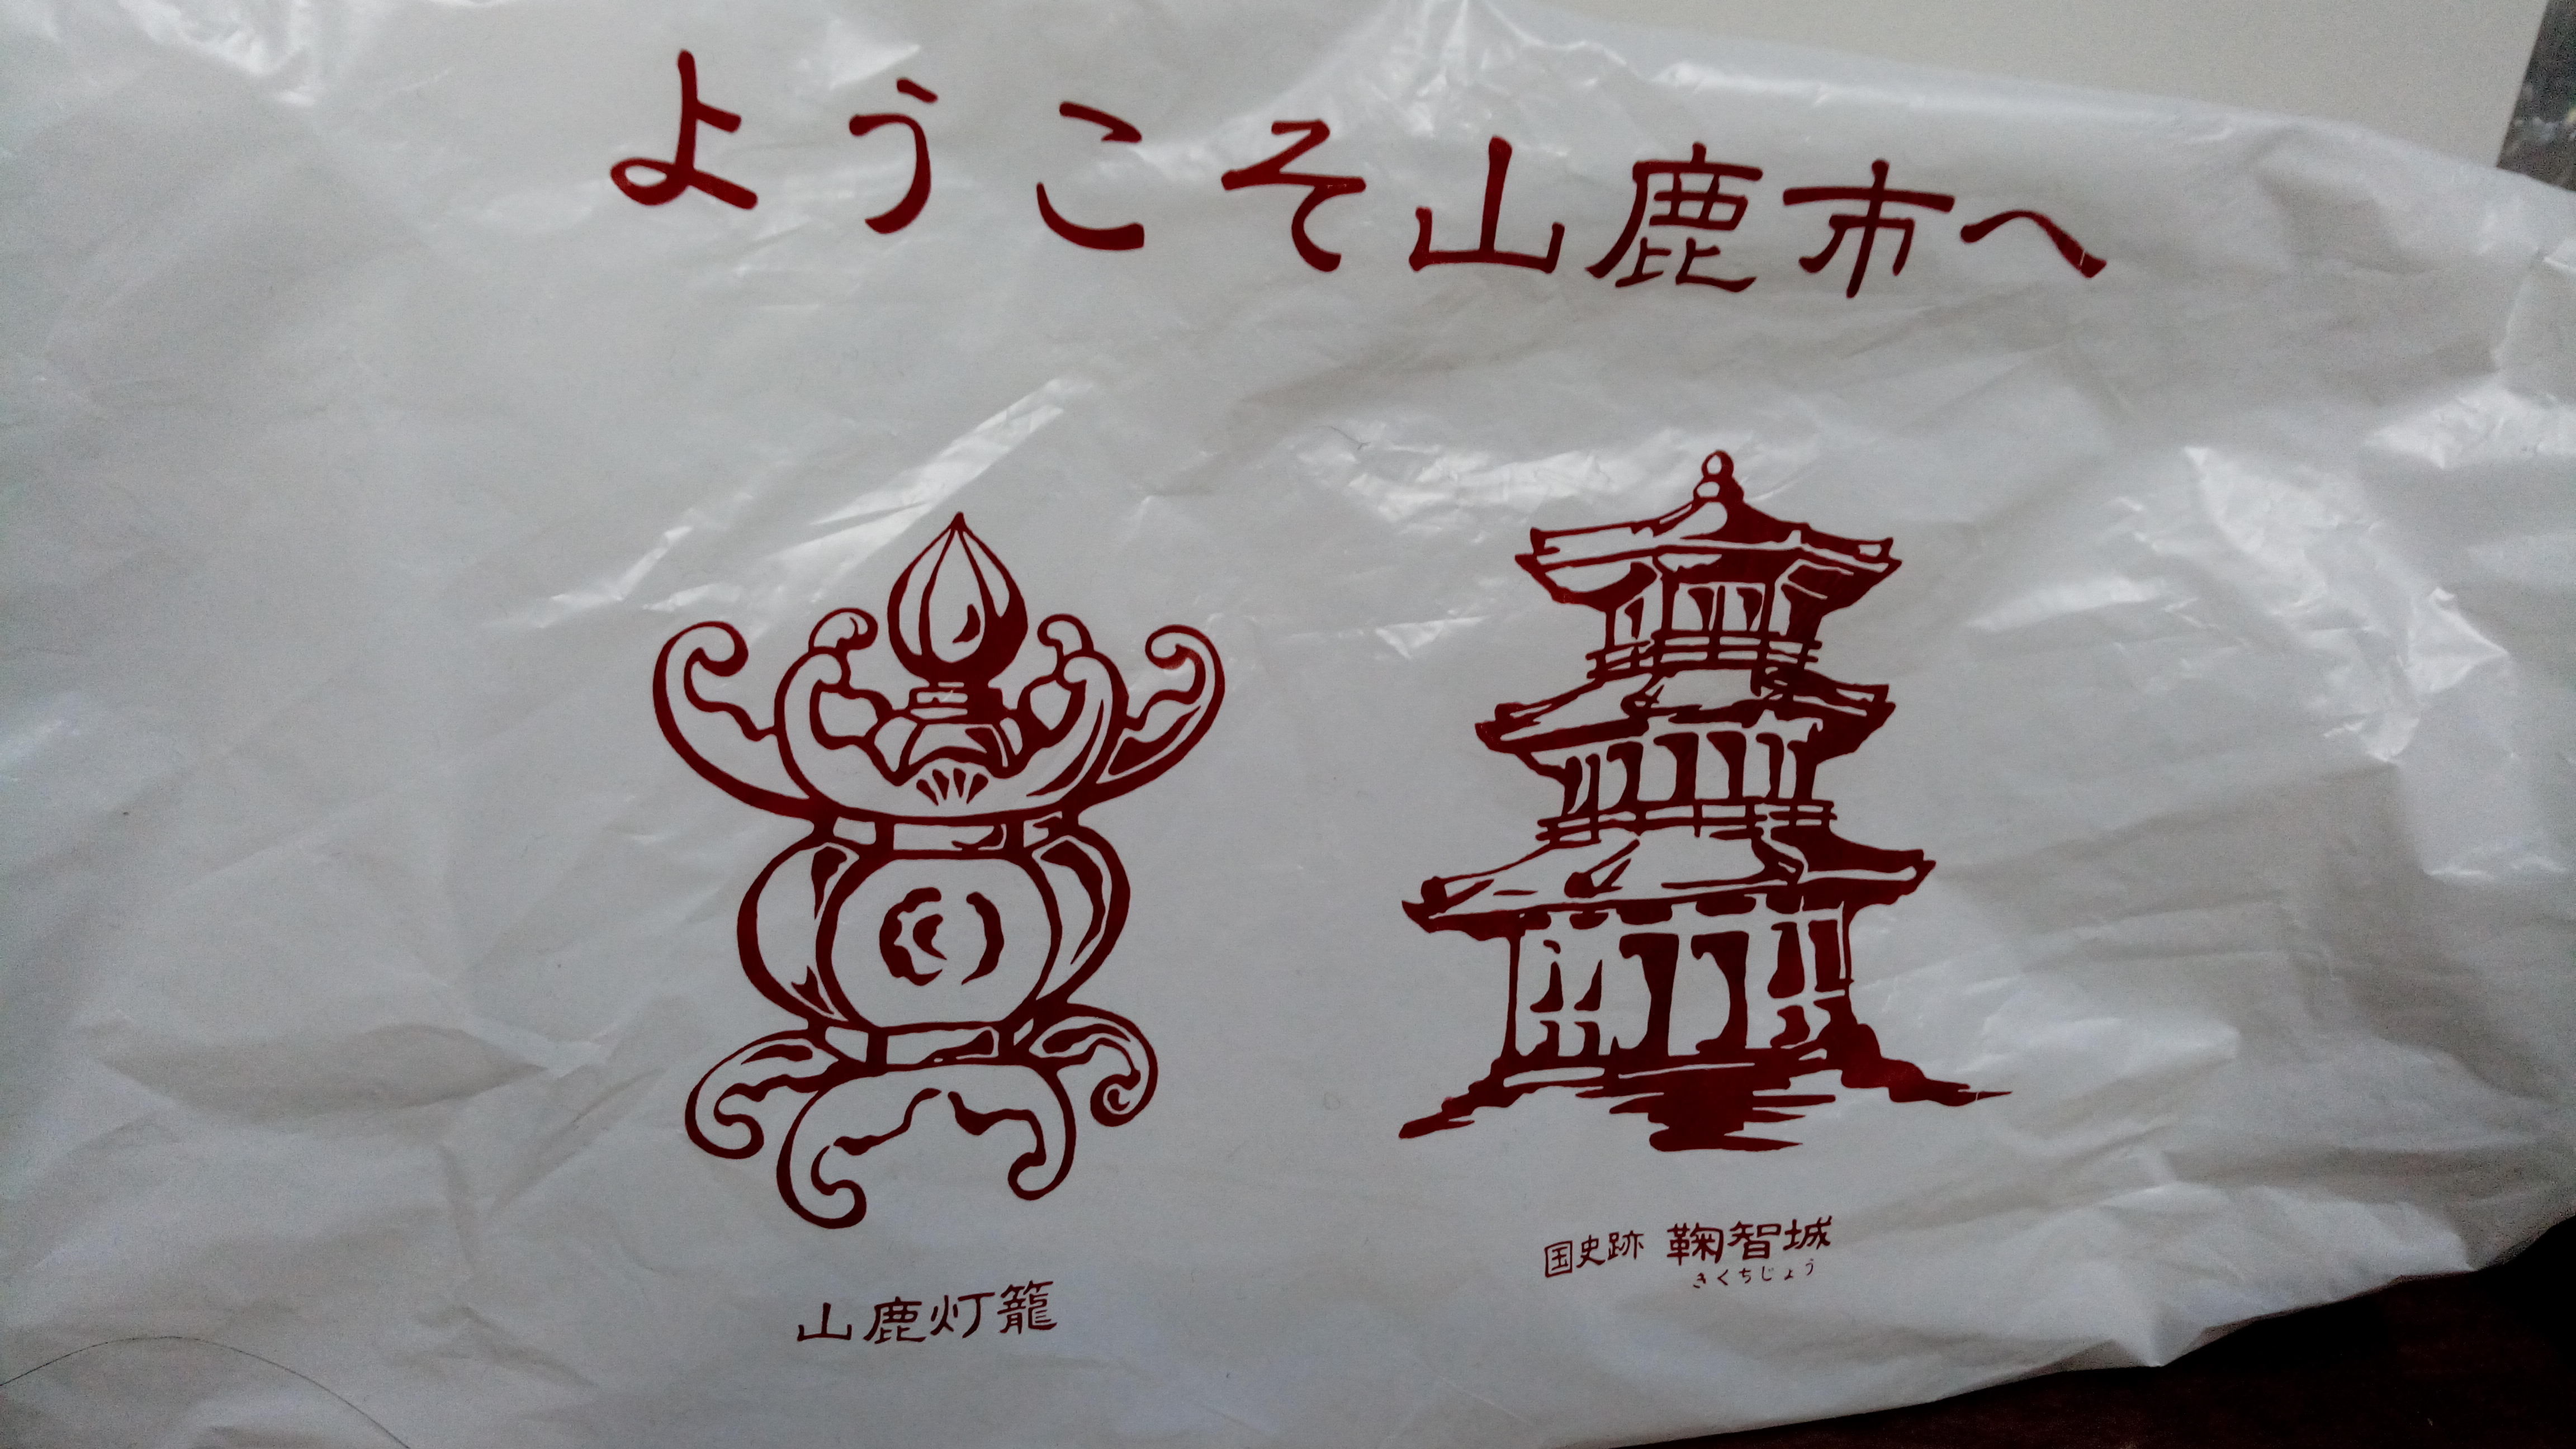 ようこそ山鹿市へ
山鹿灯籠
国史跡 鞠智城
きくちじょう